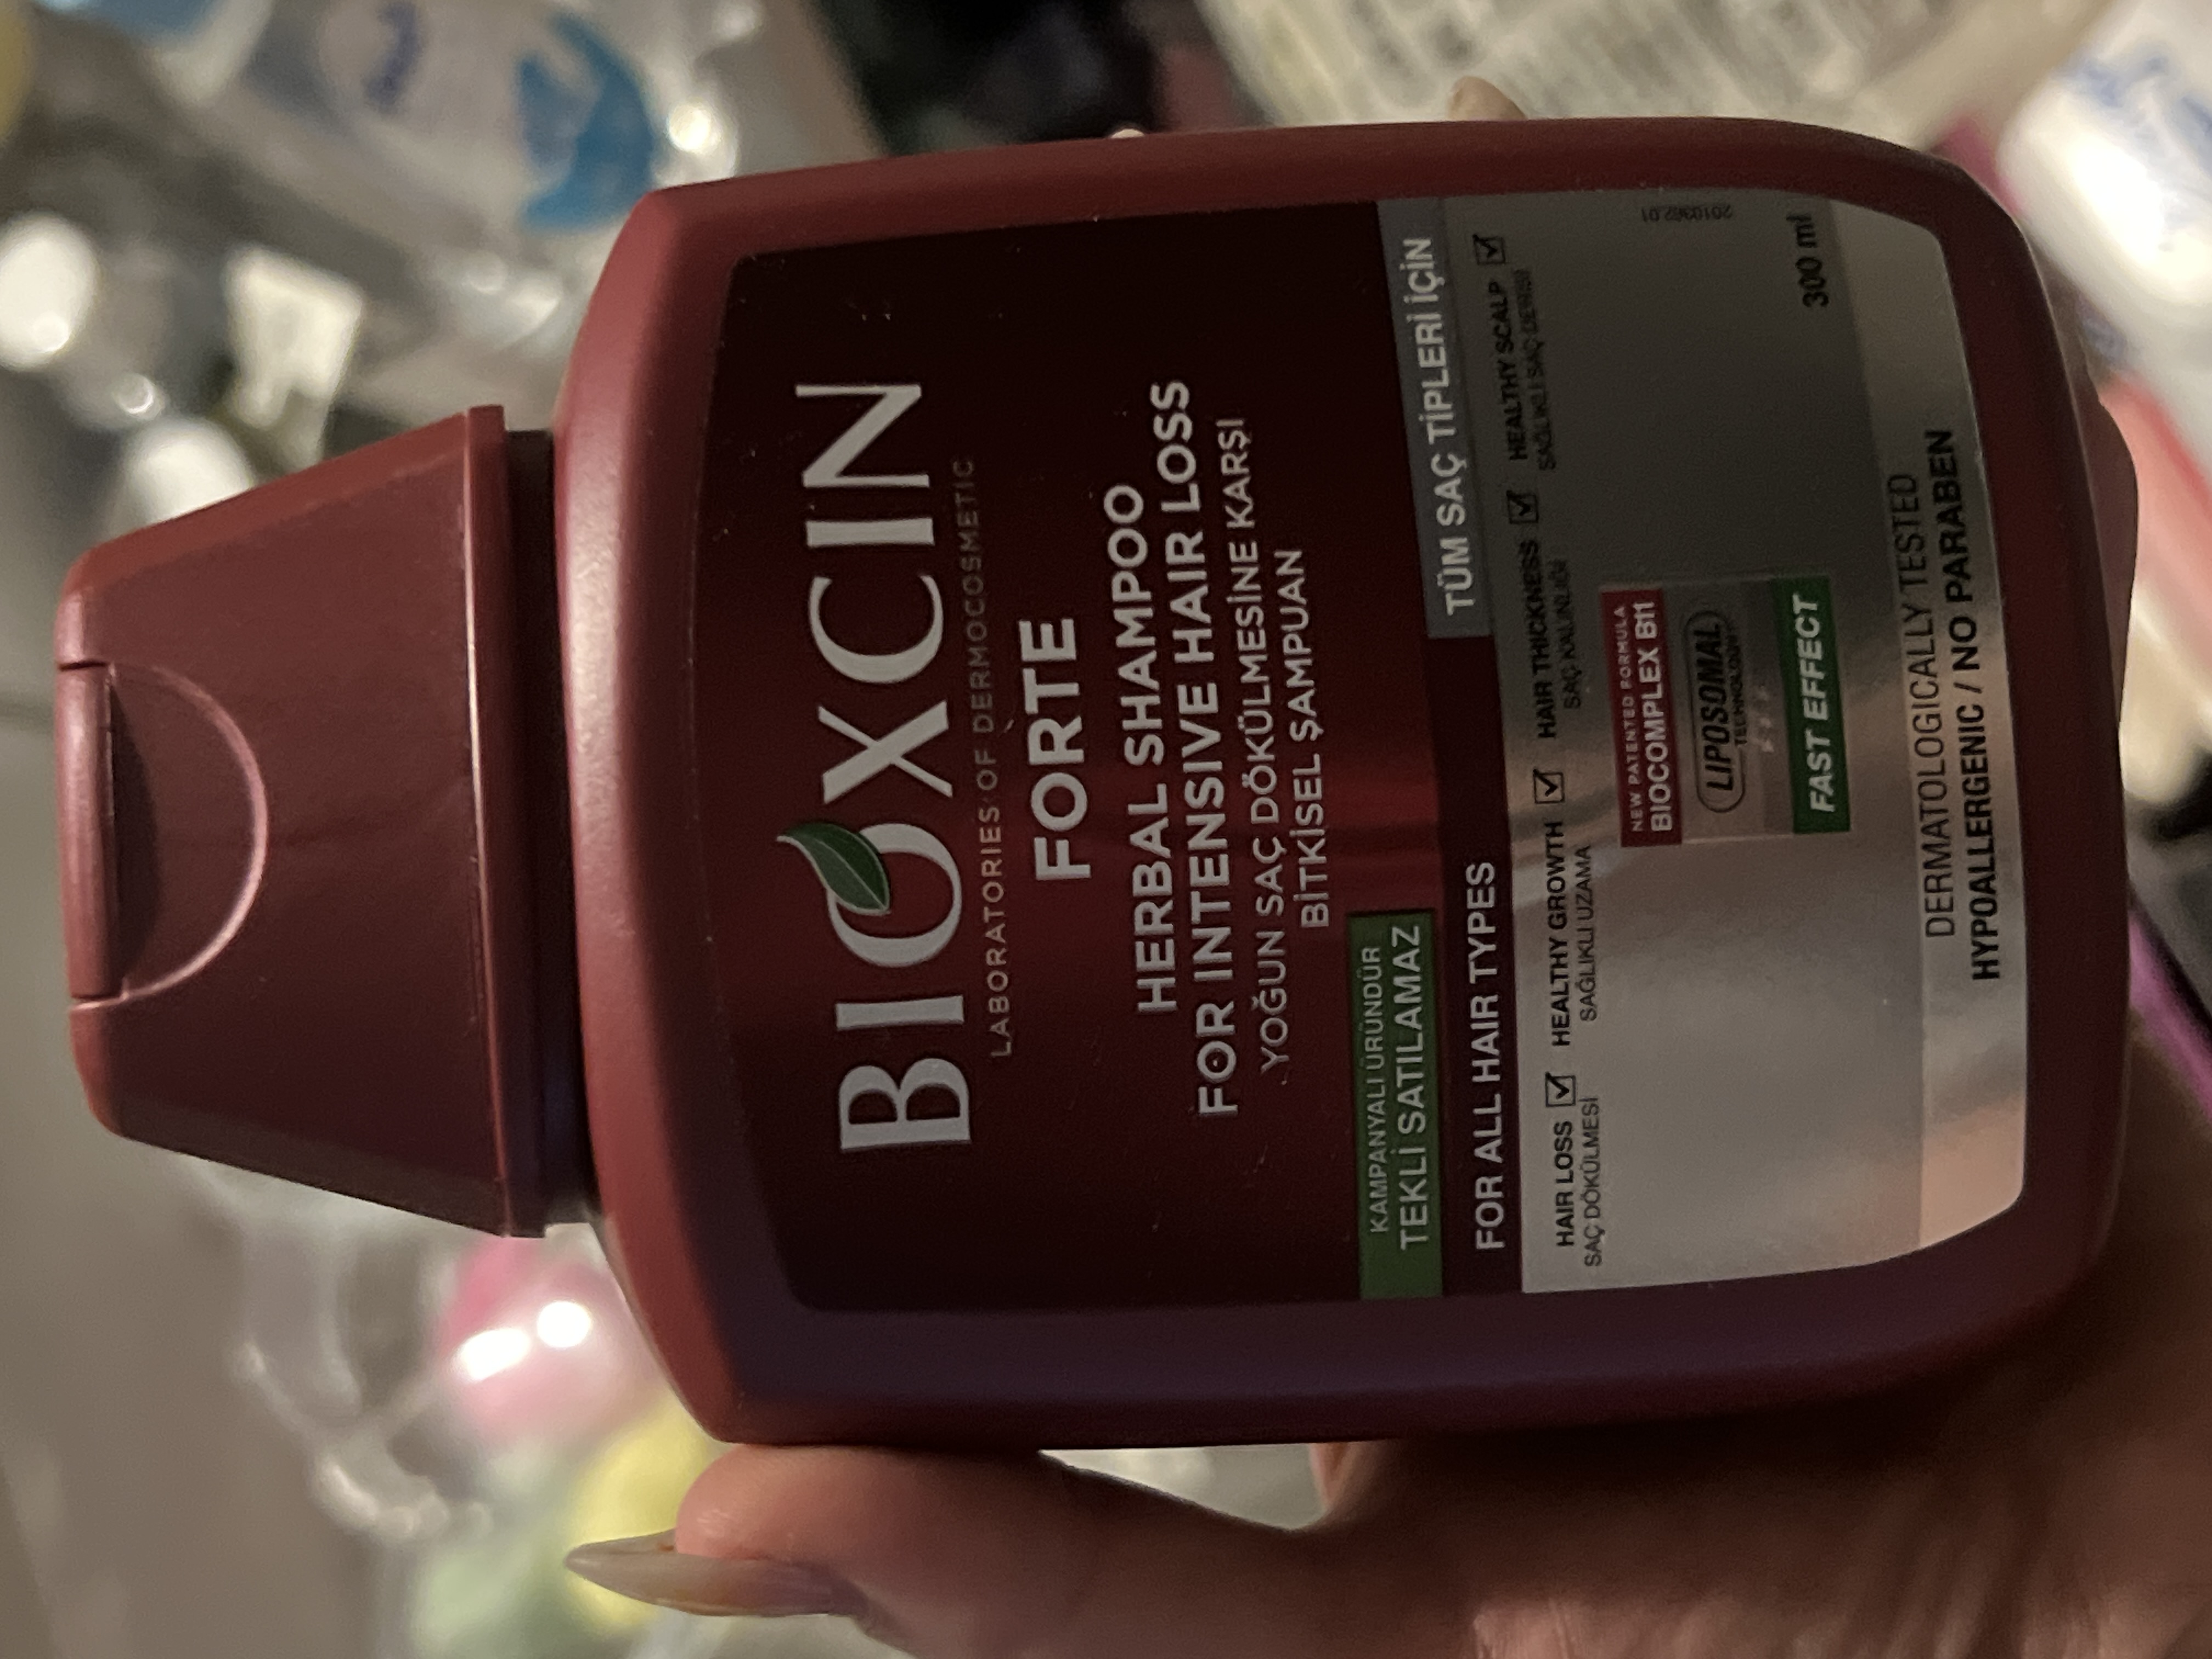 BIOXCIN
LABORATORIES OF DERMOCOSMETIC
FORTE
HERBAL SHAMPOO
FOR INTENSIVE HAIR LOSS
YOĞUN SAÇ DÖKÜLMESİNE KARŞI
BİTKİSEL ŞAMPUAN
KAMPANYALI ÜRÜNDÜR
TEKLİ SATILAMAZ
FOR ALL HAIR TYPES
TÜM SAÇ TİPLERİ İÇİN
HAIR LOSS ☑ HEALTHY GROWTH ☑ HAIR THICKNESS ☑ HEALTHY SCALP ☑
SAÇ DÖKÜLMESİ SAĞLIKLI UZAMA SAÇ KALINLIĞI SAĞLIKLI SAÇ DERİSİ
NEW PATENTED FORMULA
BIOCOMPLEX B11
LIPOSOMAL
TECHNOLOGY
FAST EFFECT
2010362.01
300 ml
DERMATOLOGICALLY TESTED
HYPOALLERGENIC / NO PARABEN